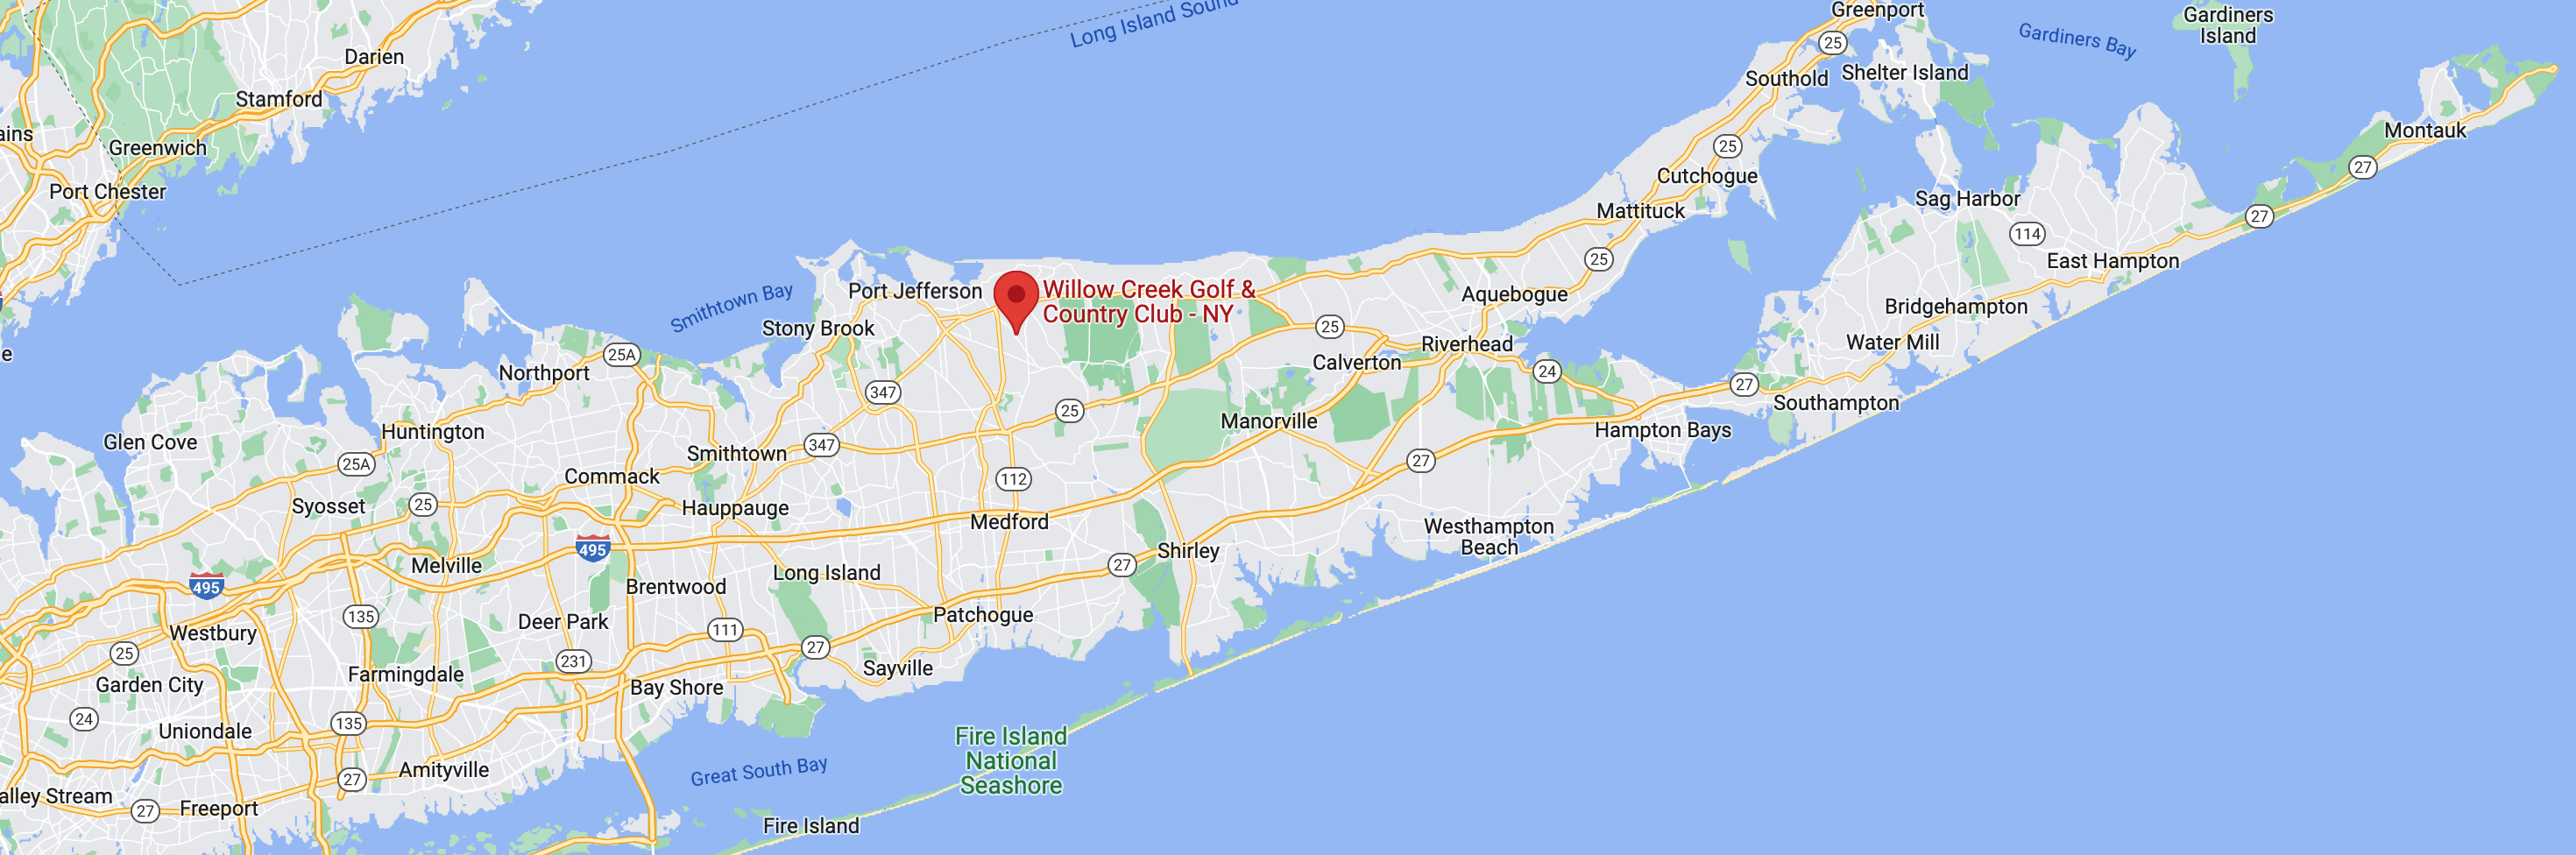 Long Island Sound
Greenport
Gardiners
Island
Gardiners Bay
25
Darien
Southold
Shelter Island
Stamford
Montauk
ains
Greenwich
25
27
Cutchogue
Port Chester
Sag Harbor
Mattituck
27
114
25
East Hampton
Smithtown Bay
Port Jefferson
Willow Creek Golf &
Country Club - NY
Aquebogue
Bridgehampton
Stony Brook
25
Water Mill
Riverhead
e
25A
Calverton
Northport
24
27
347
Southampton
25
Manorville
Huntington
Hampton Bays
Glen Cove
347
Smithtown
25A
27
Commack
112
Syosset
25
Hauppauge
Medford
Westhampton
Beach
495
Shirley
Melville
27
Long Island
495
Brentwood
135
Patchogue
Deer Park
111
Westbury
27
25
231
Sayville
Farmingdale
Garden City
Bay Shore
24
135
Uniondale
Fire Island
National
Seashore
Great South Bay
Amityville
27
alley Stream
27
Freeport
Fire Island